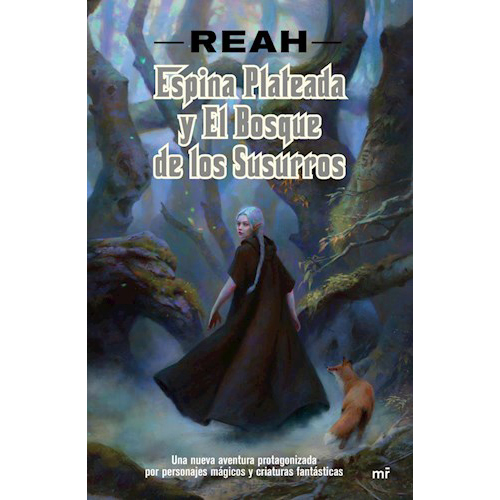 REAH
Espina Plateada
y El Bosque
de los Susurros
Una nueva aventura protagonizada
por personajes mágicos y criaturas fantásticas
mr